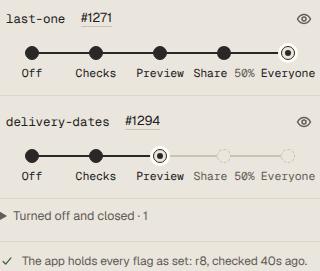 last-one #1271
Off Checks Preview Share 50% Everyone
delivery-dates #1294
Off Checks Preview Share 50% Everyone
Turned off and closed · 1
The app holds every flag as set: r8, checked 40s ago.